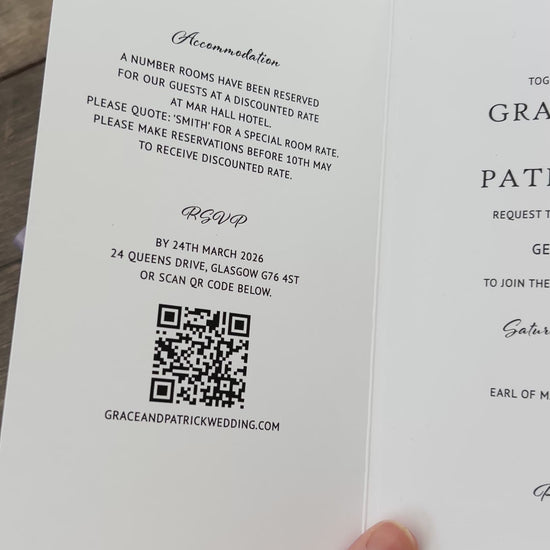 Accommodation
A NUMBER ROOMS HAVE BEEN RESERVED
FOR OUR GUESTS AT A DISCOUNTED RATE
AT MAR HALL HOTEL.
PLEASE QUOTE: 'SMITH' FOR A SPECIAL ROOM RATE.
PLEASE MAKE RESERVATIONS BEFORE 10TH MAY
TO RECEIVE DISCOUNTED RATE.
RSVP
BY 24TH MARCH 2026
24 QUEENS DRIVE, GLASGOW G76 4ST
OR SCAN QR CODE BELOW.
GRACEANDPATRICKWEDDING.COM
TOG
GRA
PATR
REQUEST T
GE
TO JOIN THE
Satur
EARL OF M